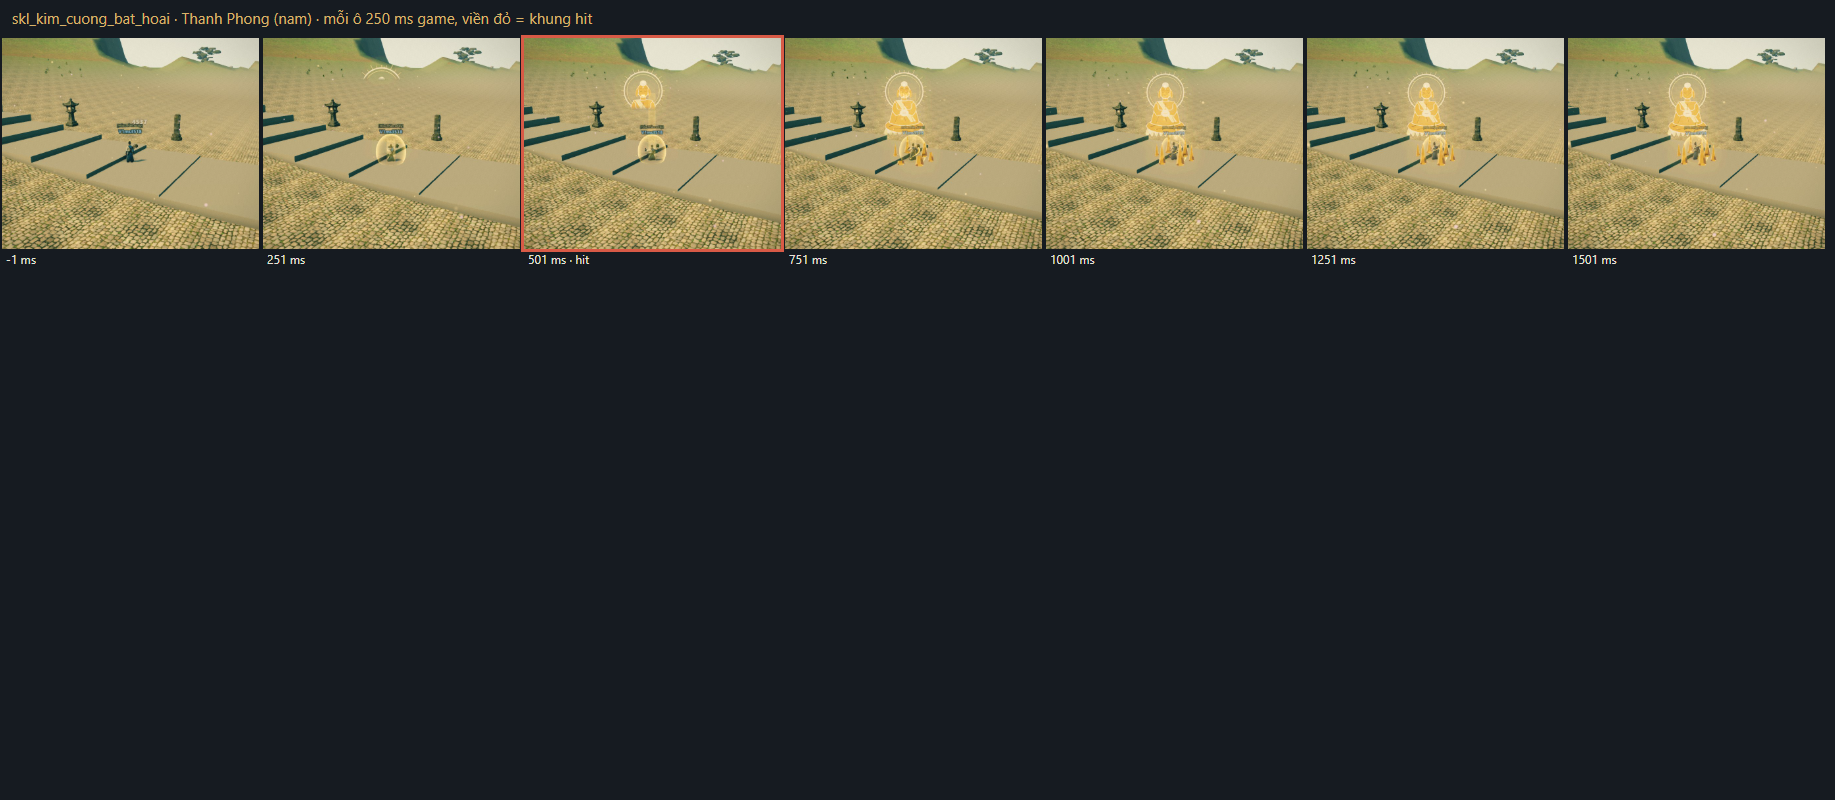 skl_kim_cuong_bat_hoai · Thanh Phong (nam) · mỗi ô 250 ms game, viền đỏ = khung hit
-1 ms
251 ms
501 ms · hit
751 ms
1001 ms
1251 ms
1501 ms